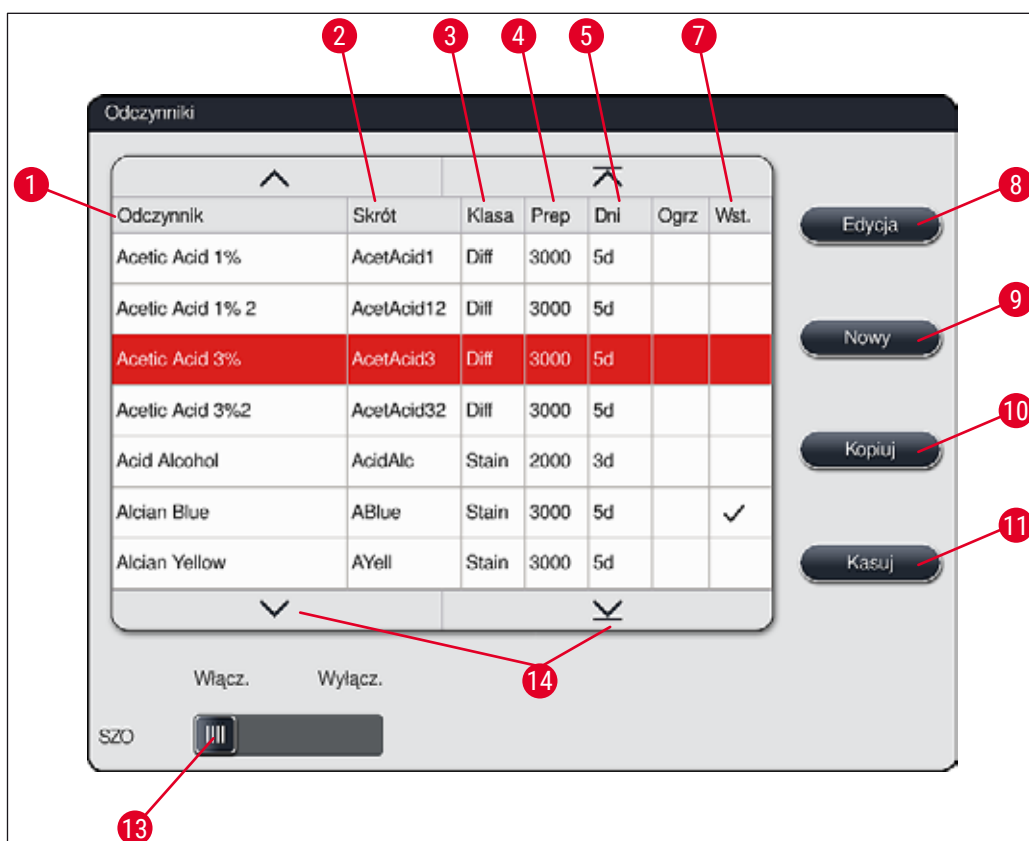 2 3 4 5 7
Odczynniki
1
8
Odczynnik Skrót Klasa Prep Dni Ogrz Wst.
Edycja
Acetic Acid 1% AcetAcid1 Diff 3000 5d
Acetic Acid 1% 2 AcetAcid12 Diff 3000 5d
9
Nowy
Acetic Acid 3% AcetAcid3 Diff 3000 5d
Acetic Acid 3%2 AcetAcid32 Diff 3000 5d
10
Kopiuj
Acid Alcohol AcidAlc Stain 2000 3d
Alcian Blue ABlue Stain 3000 5d ✓
11
Kasuj
Alcian Yellow AYell Stain 3000 5d
14
Włącz. Wyłącz.
SZO
13